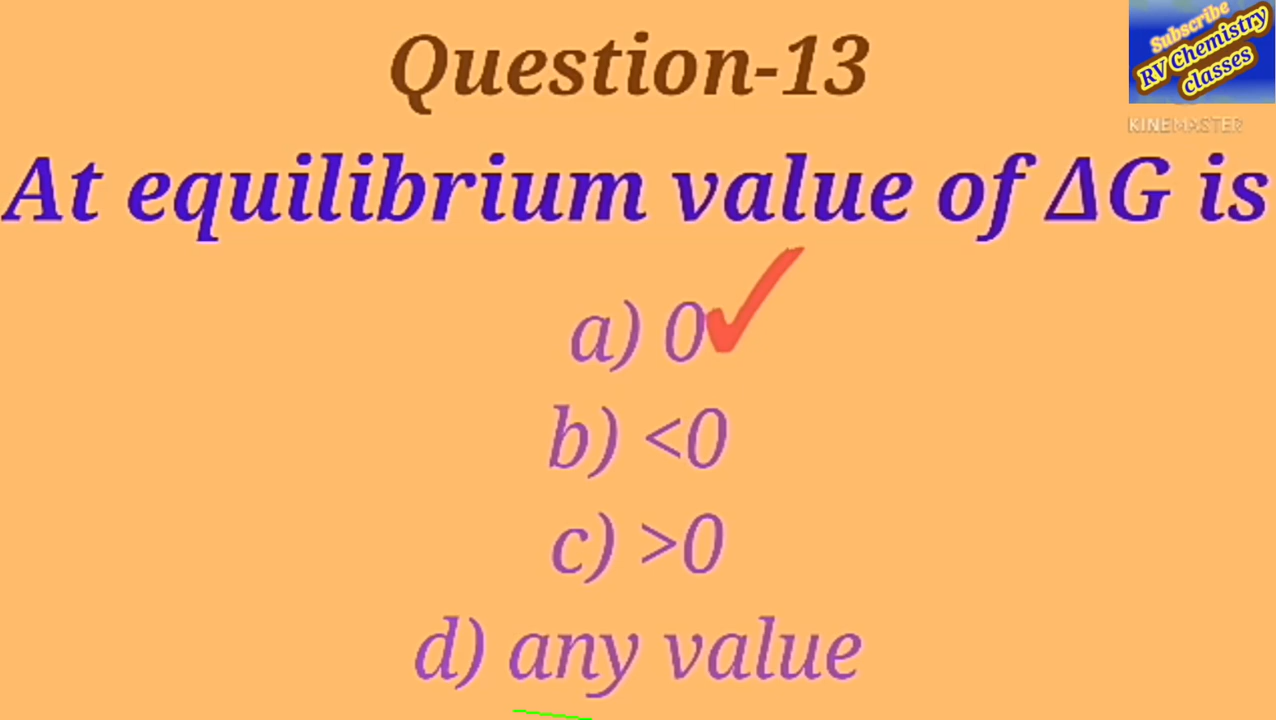 Subscribe
RV Chemistry
classes
KINEMASTER
Question-13
At equilibrium value of ΔG is
a) 0
b) <0
c) >0
d) any value